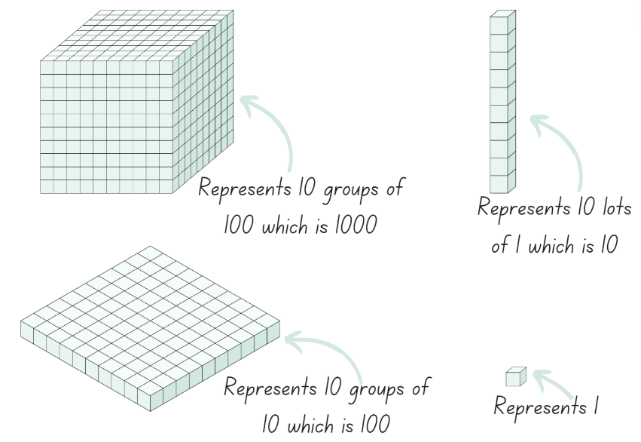 Represents 10 groups of
100 which is 1000
Represents 10 lots
of 1 which is 10
Represents 10 groups of
10 which is 100
Represents 1